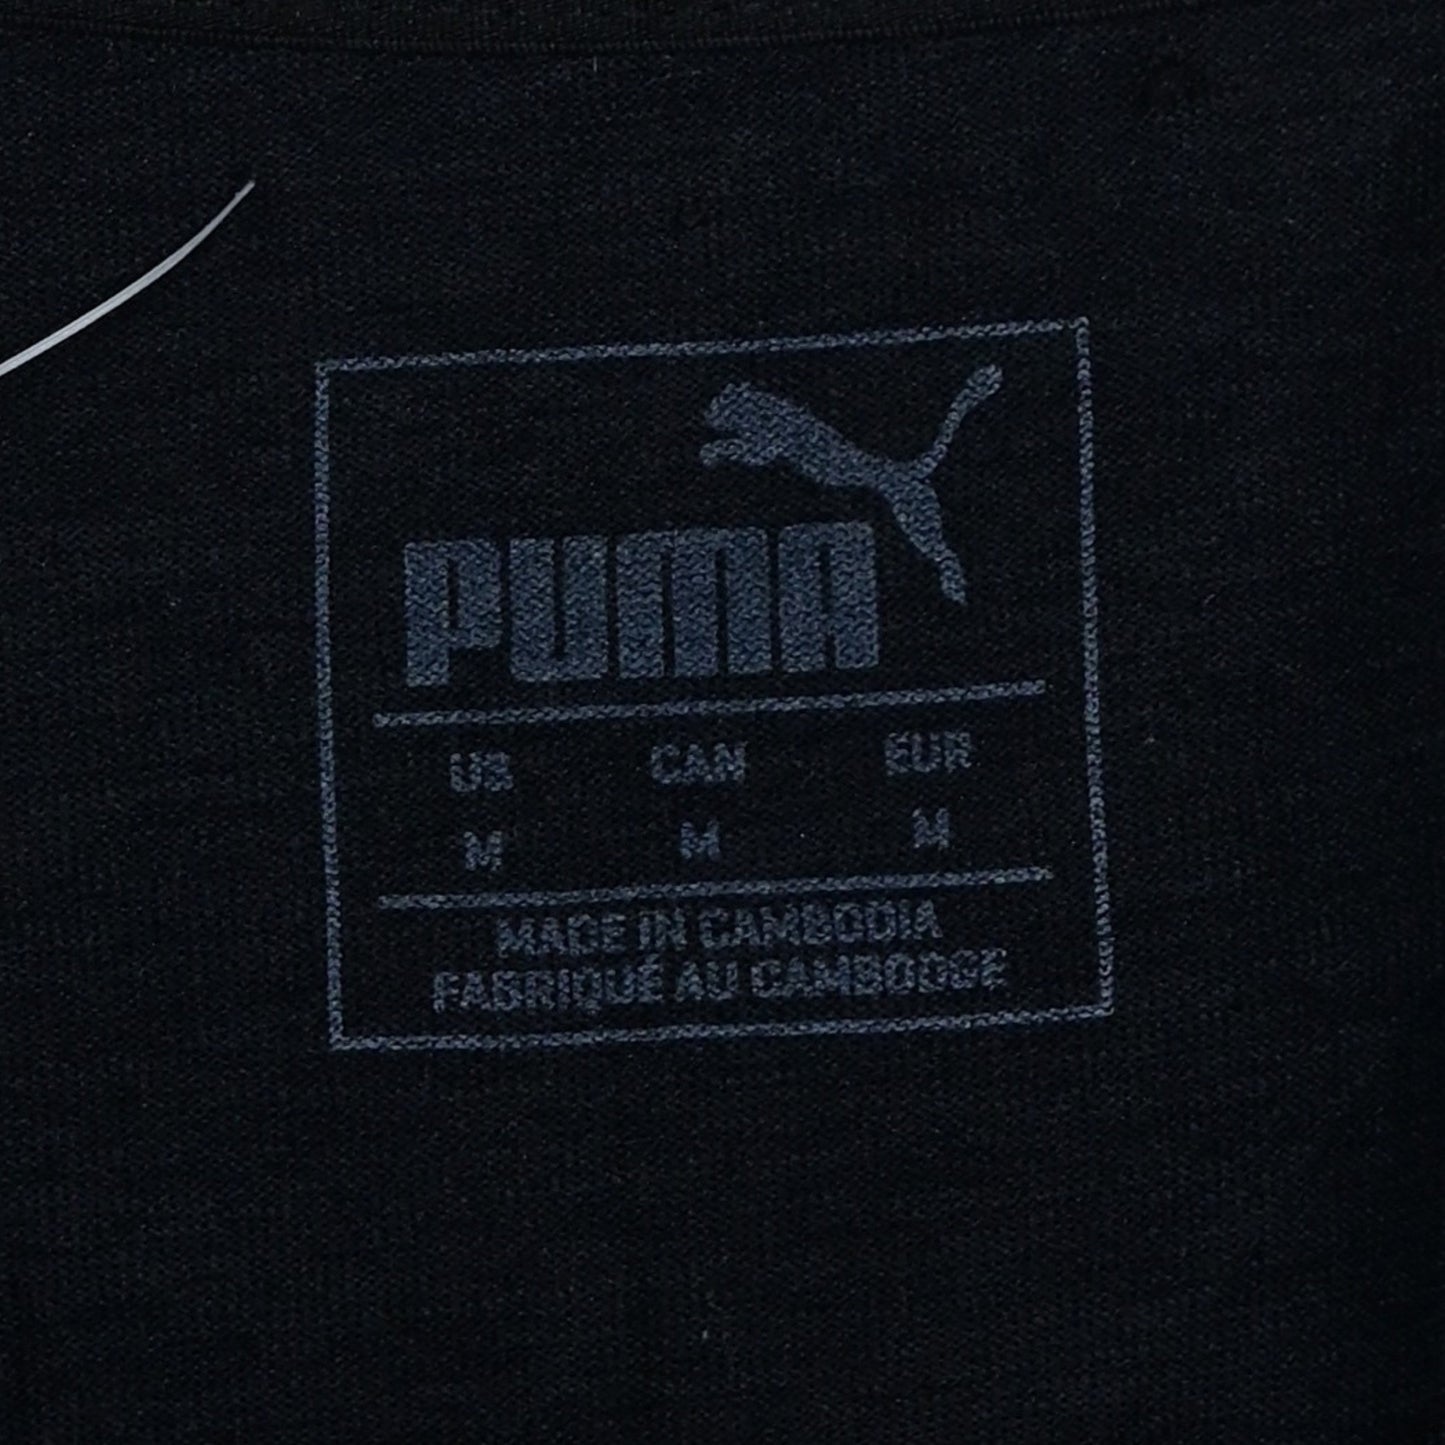 PUMA
US CAN EUR
M M M
MADE IN CAMBODIA
FABRIQUÉ AU CAMBODGE